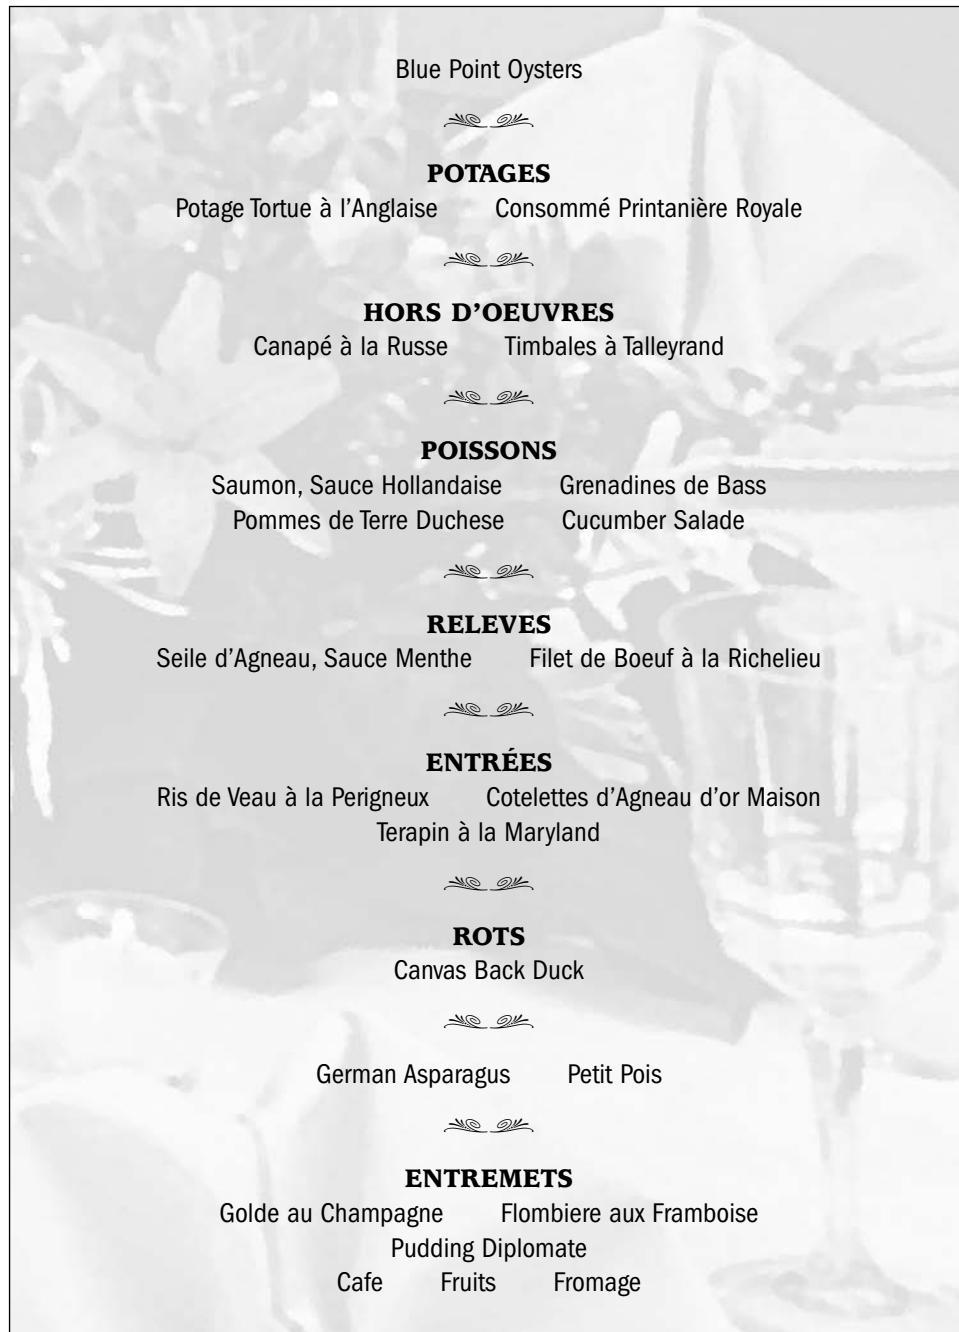 Blue Point Oysters
POTAGES
Potage Tortue à l’Anglaise Consommé Printanière Royale
HORS D’OEUVRES
Canapé à la Russe Timbales à Talleyrand
POISSONS
Saumon, Sauce Hollandaise Grenadines de Bass
Pommes de Terre Duchese Cucumber Salade
RELEVES
Seile d’Agneau, Sauce Menthe Filet de Boeuf à la Richelieu
ENTRÉES
Ris de Veau à la Perigneux Cotelettes d’Agneau d’or Maison
Terapin à la Maryland
ROTS
Canvas Back Duck
German Asparagus Petit Pois
ENTREMETS
Golde au Champagne Flombiere aux Framboise
Pudding Diplomate
Cafe Fruits Fromage